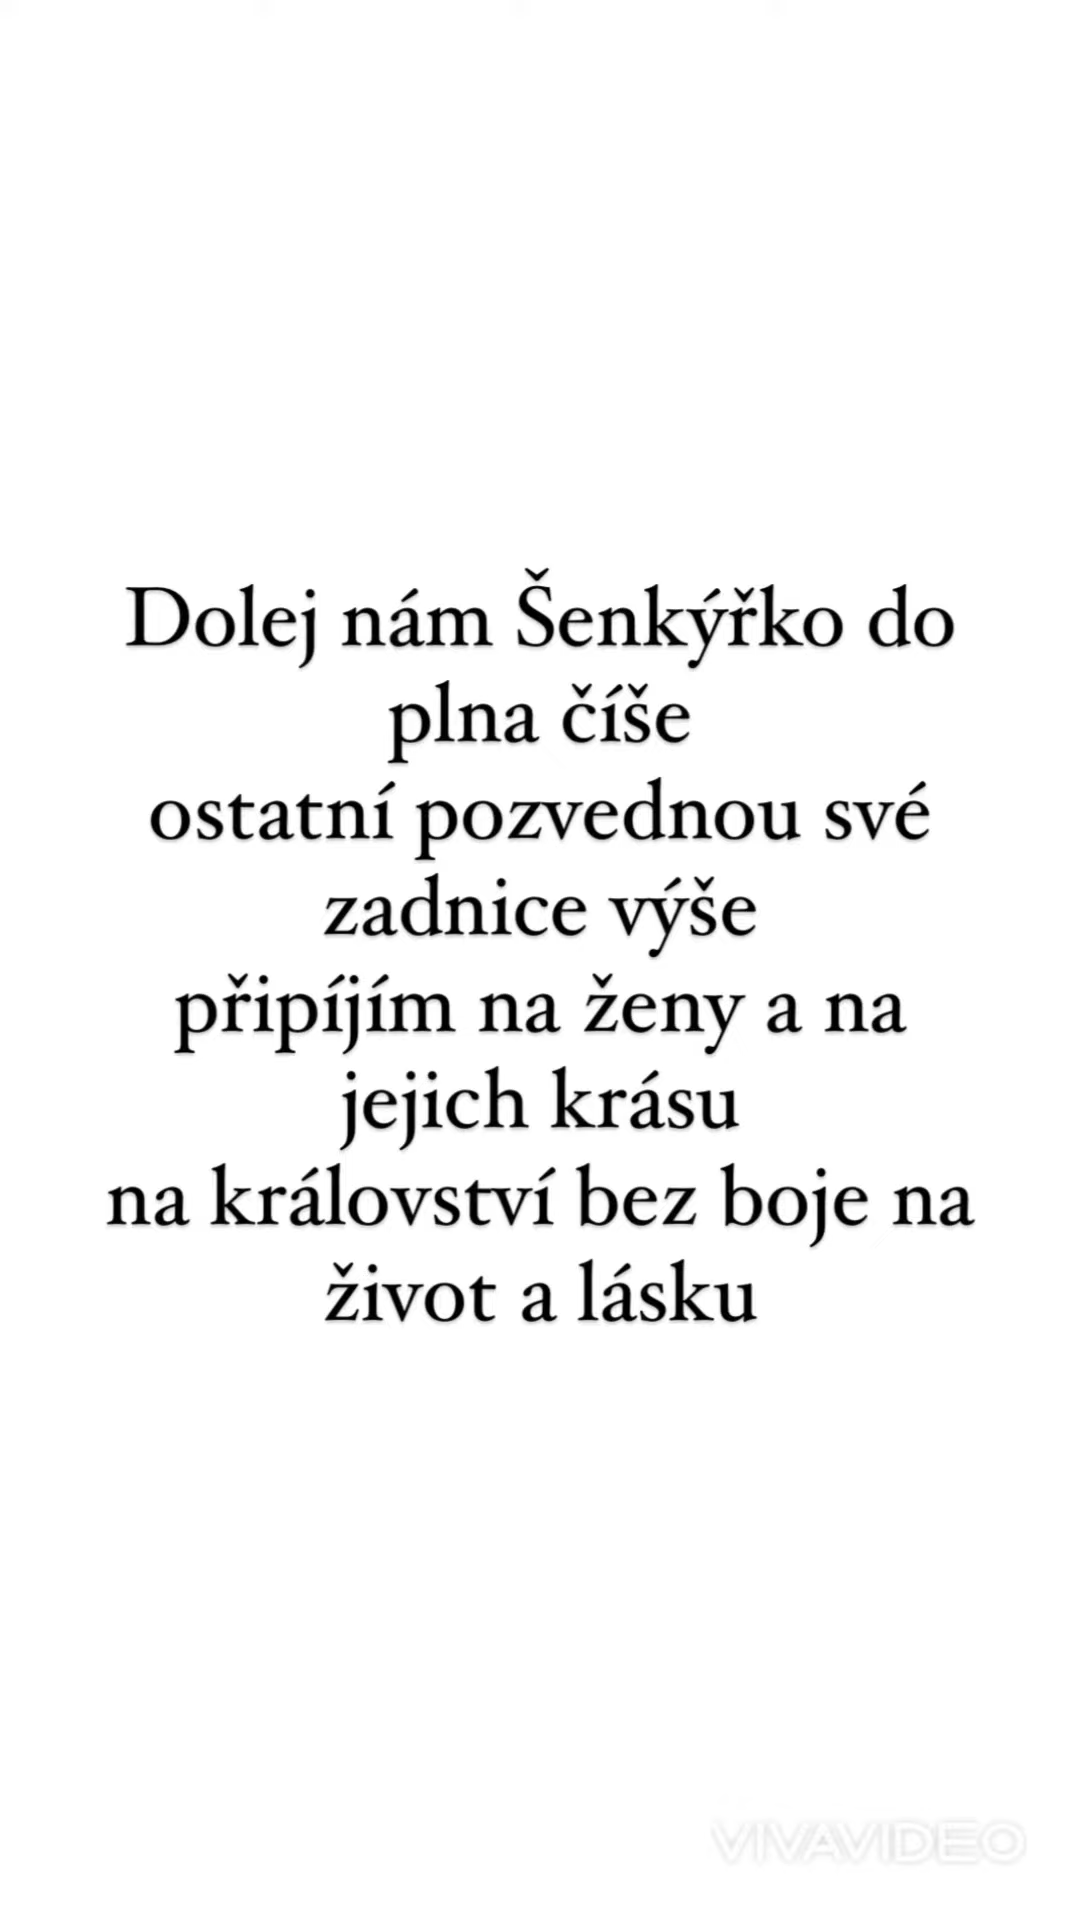 Dolej nám Šenkýřko do
plna číše
ostatní pozvednou své
zadnice výše
připíjím na ženy a na
jejich krásu
na království bez boje na
život a lásku
VIVAVIDEO